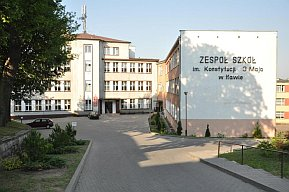 ZESPÓŁ SZKÓŁ
im. Konstytucji 3 Maja
w Iławie